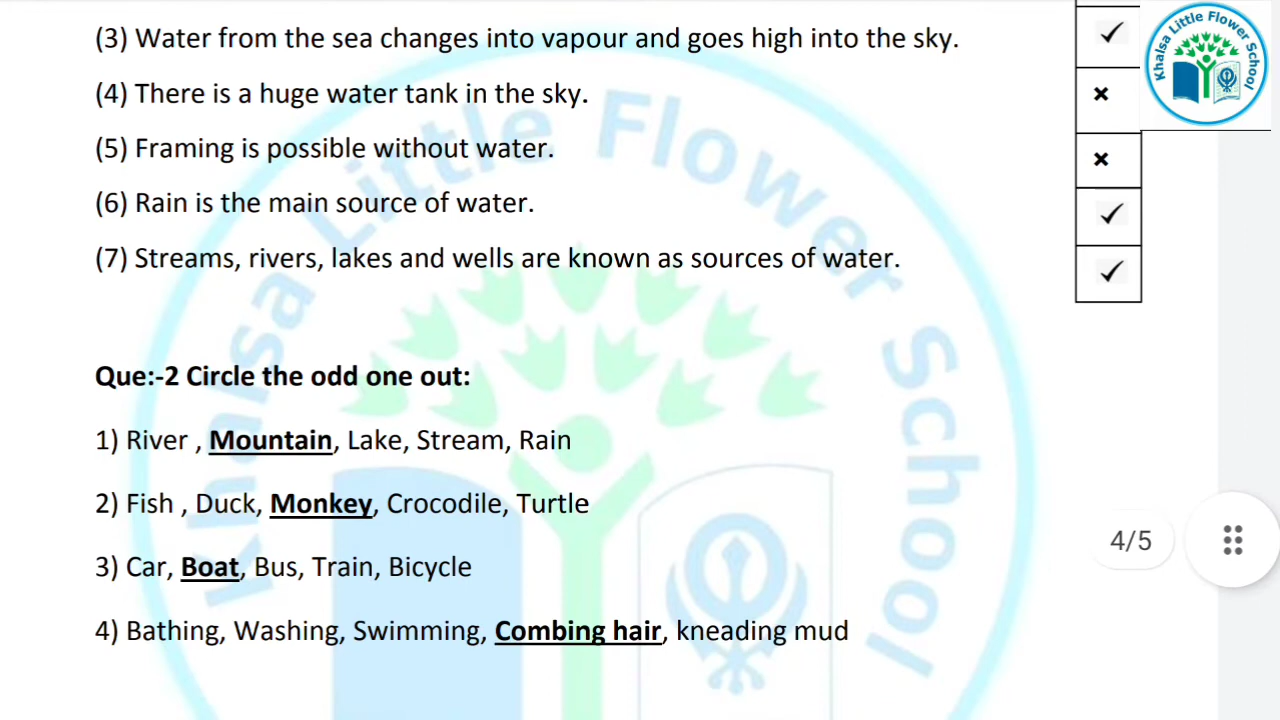 (3) Water from the sea changes into vapour and goes high into the sky. ✓
(4) There is a huge water tank in the sky. ×
(5) Framing is possible without water. ×
(6) Rain is the main source of water. ✓
(7) Streams, rivers, lakes and wells are known as sources of water. ✓
Khalsa Little Flower School
Khalsa Little Flower School
Que:-2 Circle the odd one out:
1) River , Mountain, Lake, Stream, Rain
2) Fish , Duck, Monkey, Crocodile, Turtle
3) Car, Boat, Bus, Train, Bicycle
4/5
4) Bathing, Washing, Swimming, Combing hair, kneading mud